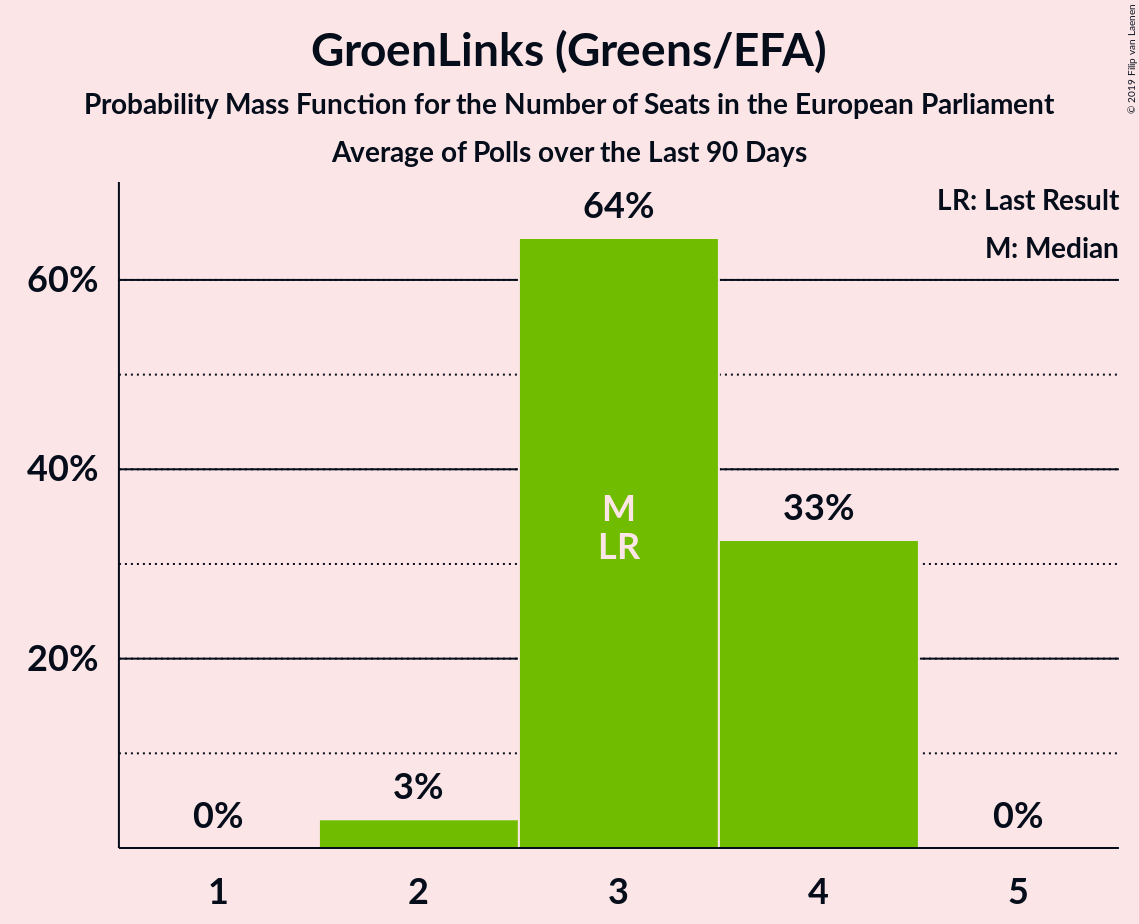 GroenLinks (Greens/EFA)
Probability Mass Function for the Number of Seats in the European Parliament
Average of Polls over the Last 90 Days
© 2019 Filip van Laenen
LR: Last Result
M: Median
64%
60%
40%
33%
M
LR
20%
3%
0%
0%
1 2 3 4 5